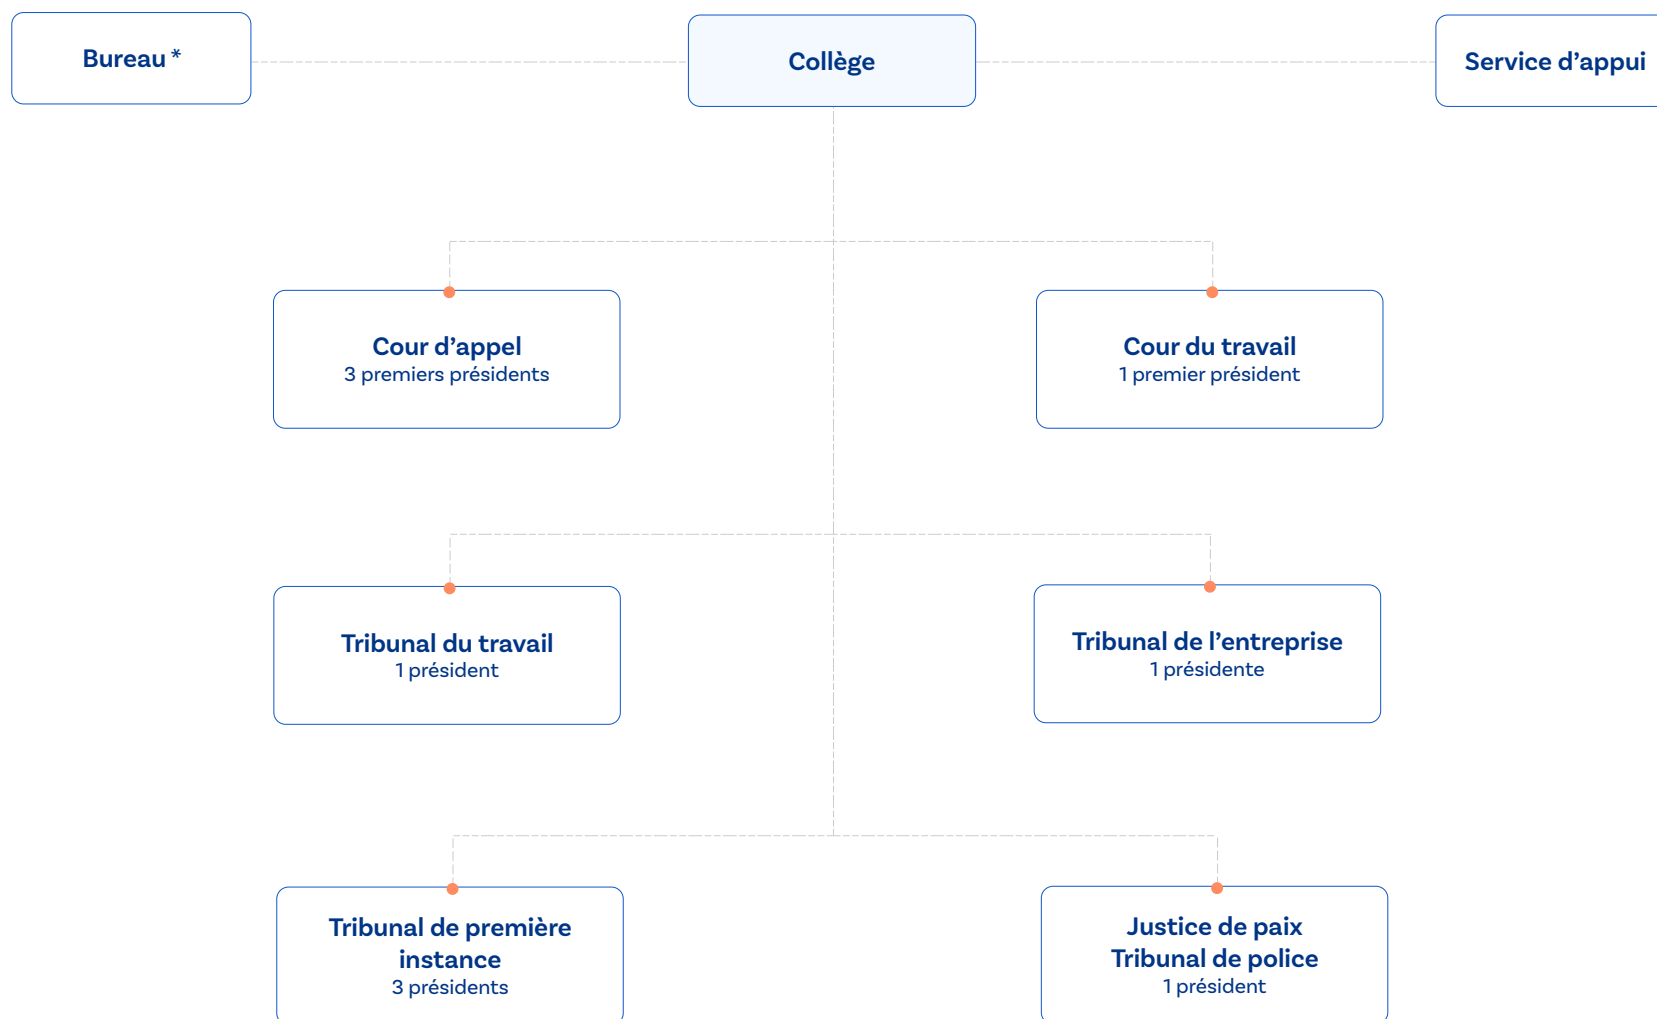 Bureau *
Collège
Service d’appui
Cour d’appel
3 premiers présidents
Cour du travail
1 premier président
Tribunal du travail
1 président
Tribunal de l’entreprise
1 présidente
Tribunal de première
instance
3 présidents
Justice de paix
Tribunal de police
1 président